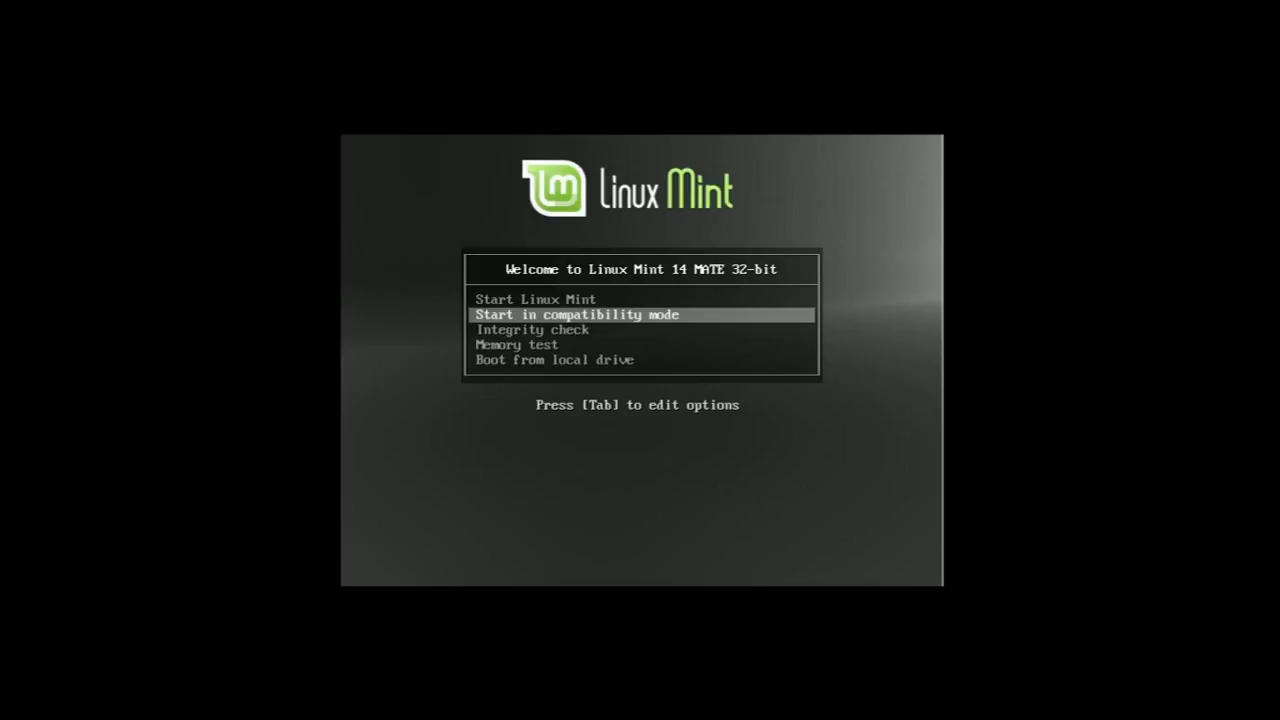 Linux Mint
Welcome to Linux Mint 14 MATE 32-bit
Start Linux Mint
Start in compatibility mode
Integrity check
Memory test
Boot from local drive
Press [Tab] to edit options